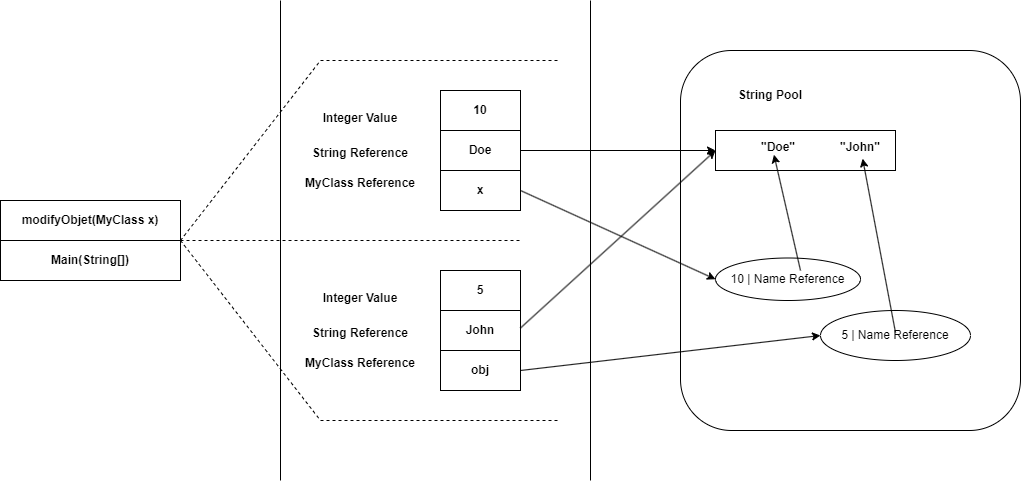 modifyObjet(MyClass x)
Main(String[])
Integer Value
10
String Reference
Doe
MyClass Reference
x
Integer Value
5
String Reference
John
MyClass Reference
obj
String Pool
"Doe"
"John"
10 | Name Reference
5 | Name Reference